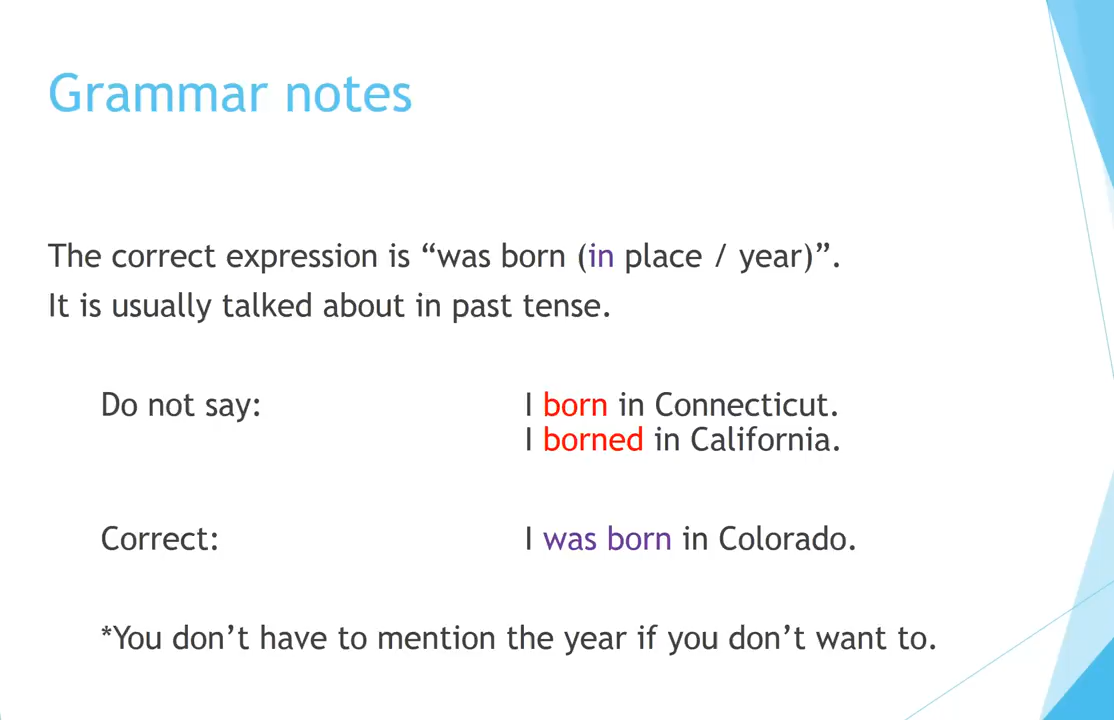 Grammar notes
The correct expression is “was born (in place / year)”.
It is usually talked about in past tense.
Do not say: I born in Connecticut.
I borned in California.
Correct: I was born in Colorado.
*You don’t have to mention the year if you don’t want to.